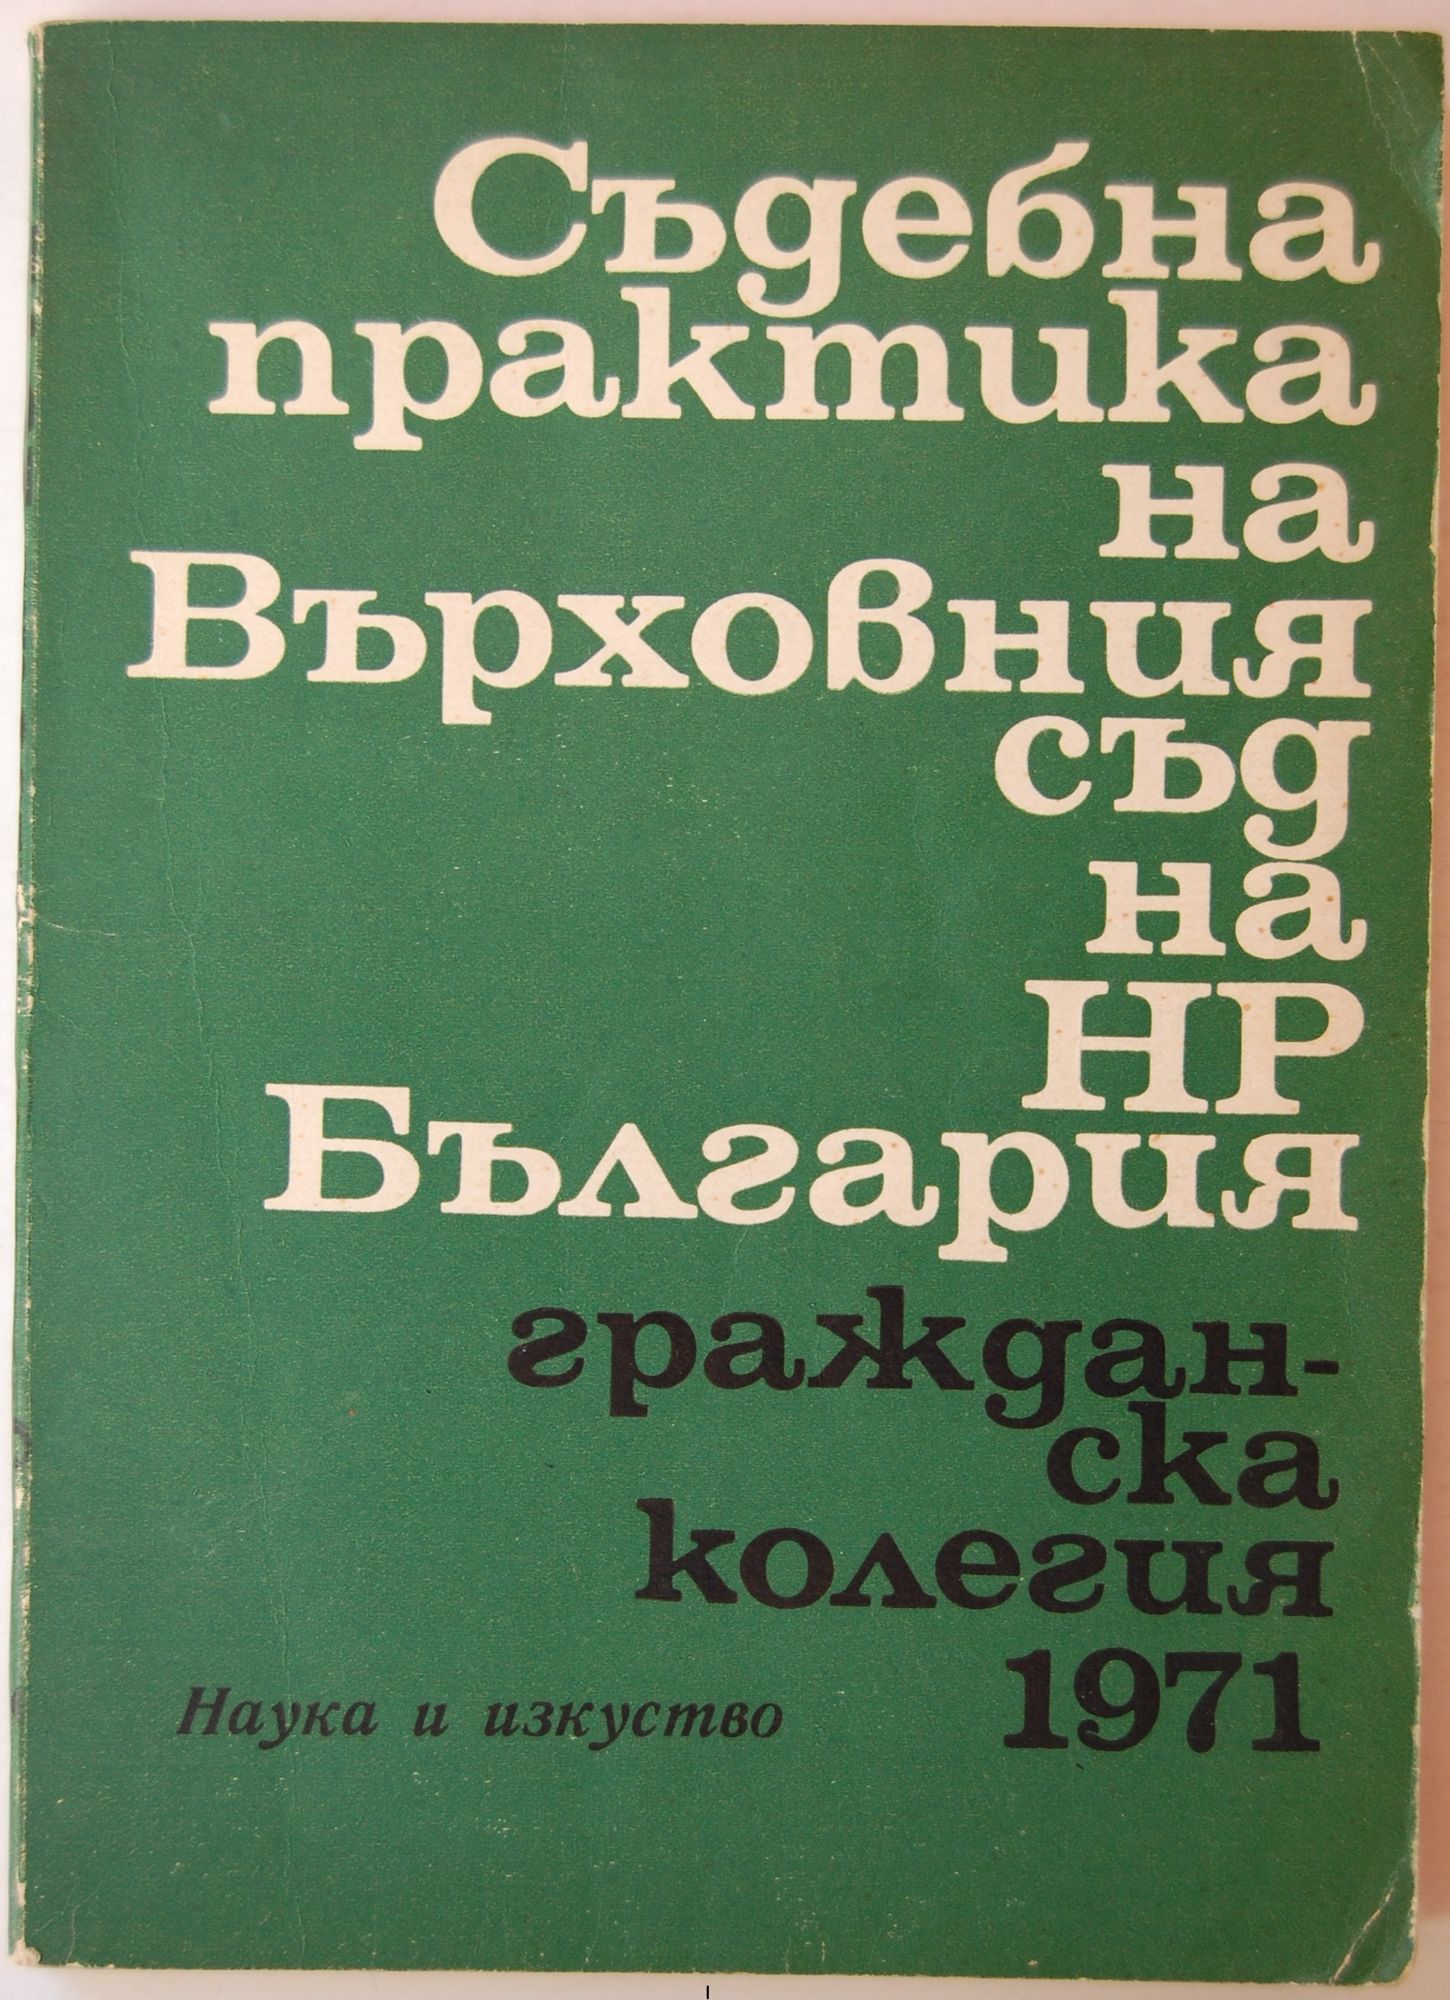 Съдебна
практика
на
Върховния
съд
на
НР
България
граждан-
ска
колегия
1971
Наука и изкуство